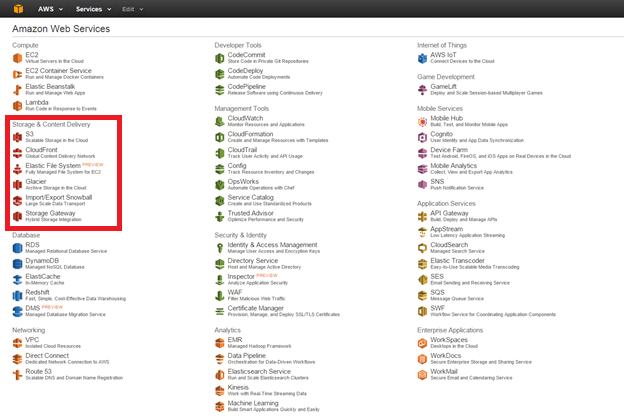 AWS Services Edit
Amazon Web Services
Compute
EC2
Virtual Servers in the Cloud
EC2 Container Service
Run and Manage Docker Containers
Elastic Beanstalk
Run and Manage Web Apps
Lambda
Run Code in Response to Events
Storage & Content Delivery
S3
Scalable Storage in the Cloud
CloudFront
Global Content Delivery Network
Elastic File System PREVIEW
Fully Managed File System for EC2
Glacier
Archive Storage in the Cloud
Import/Export Snowball
Large Scale Data Transport
Storage Gateway
Hybrid Storage Integration
Database
RDS
Managed Relational Database Service
DynamoDB
Managed NoSQL Database
ElastiCache
In-Memory Cache
Redshift
Fast, Simple, Cost-Effective Data Warehousing
DMS PREVIEW
Managed Database Migration Service
Networking
VPC
Isolated Cloud Resources
Direct Connect
Dedicated Network Connection to AWS
Route 53
Scalable DNS and Domain Name Registration
Developer Tools
CodeCommit
Store Code in Private Git Repositories
CodeDeploy
Automate Code Deployments
CodePipeline
Release Software using Continuous Delivery
Management Tools
CloudWatch
Monitor Resources and Applications
CloudFormation
Create and Manage Resources with Templates
CloudTrail
Track User Activity and API Usage
Config
Track Resource Inventory and Changes
OpsWorks
Automate Operations with Chef
Service Catalog
Create and Use Standardized Products
Trusted Advisor
Optimize Performance and Security
Security & Identity
Identity & Access Management
Manage User Access and Encryption Keys
Directory Service
Host and Manage Active Directory
Inspector PREVIEW
Analyze Application Security
WAF
Filter Malicious Web Traffic
Certificate Manager
Provision, Manage, and Deploy SSL/TLS Certificates
Analytics
EMR
Managed Hadoop Framework
Data Pipeline
Orchestration for Data-Driven Workflows
Elasticsearch Service
Run and Scale Elasticsearch Clusters
Kinesis
Work with Real-Time Streaming Data
Machine Learning
Build Smart Applications Quickly and Easily
Internet of Things
AWS IoT
Connect Devices to the Cloud
Game Development
GameLift
Deploy and Scale Session-based Multiplayer Games
Mobile Services
Mobile Hub
Build, Test, and Monitor Mobile Apps
Cognito
User Identity and App Data Synchronization
Device Farm
Test Android, FireOS, and iOS Apps on Real Devices in the Cloud
Mobile Analytics
Collect, View and Export App Analytics
SNS
Push Notification Service
Application Services
API Gateway
Build, Deploy and Manage APIs
AppStream
Low Latency Application Streaming
CloudSearch
Managed Search Service
Elastic Transcoder
Easy-to-Use Scalable Media Transcoding
SES
Email Sending and Receiving Service
SQS
Message Queue Service
SWF
Workflow Service for Coordinating Application Components
Enterprise Applications
WorkSpaces
Desktops in the Cloud
WorkDocs
Secure Enterprise Storage and Sharing Service
WorkMail
Secure Email and Calendaring Service